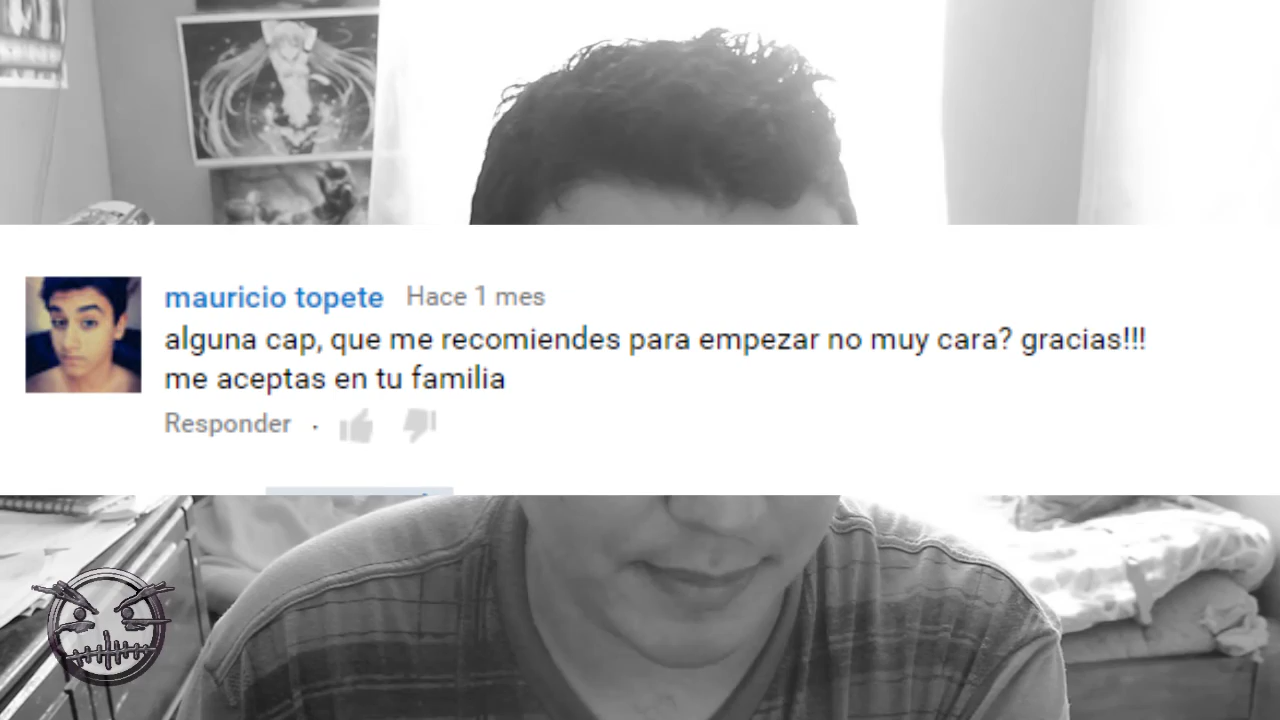 mauricio topete Hace 1 mes
alguna cap, que me recomiendes para empezar no muy cara? gracias!!!
me aceptas en tu familia
Responder ·